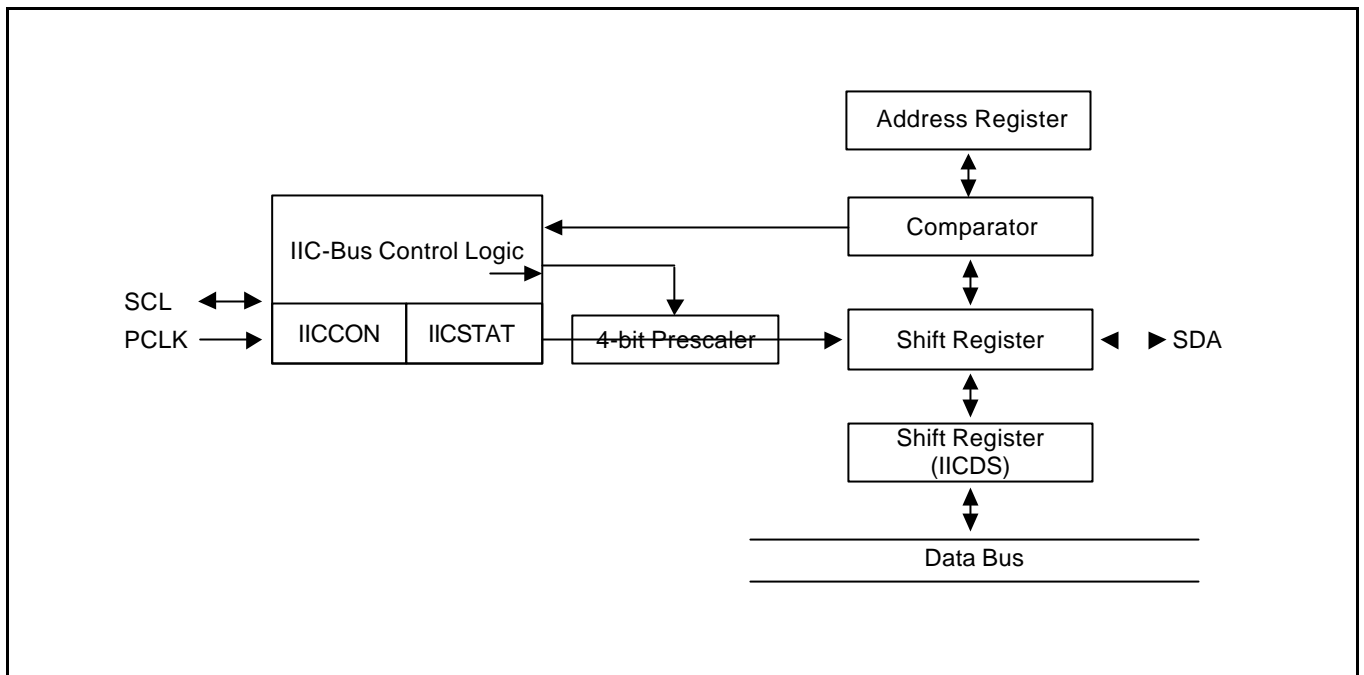 Address Register
Comparator
IIC-Bus Control Logic
SCL
PCLK
IICCON
IICSTAT
4-bit Prescaler
Shift Register
SDA
Shift Register
(IICDS)
Data Bus